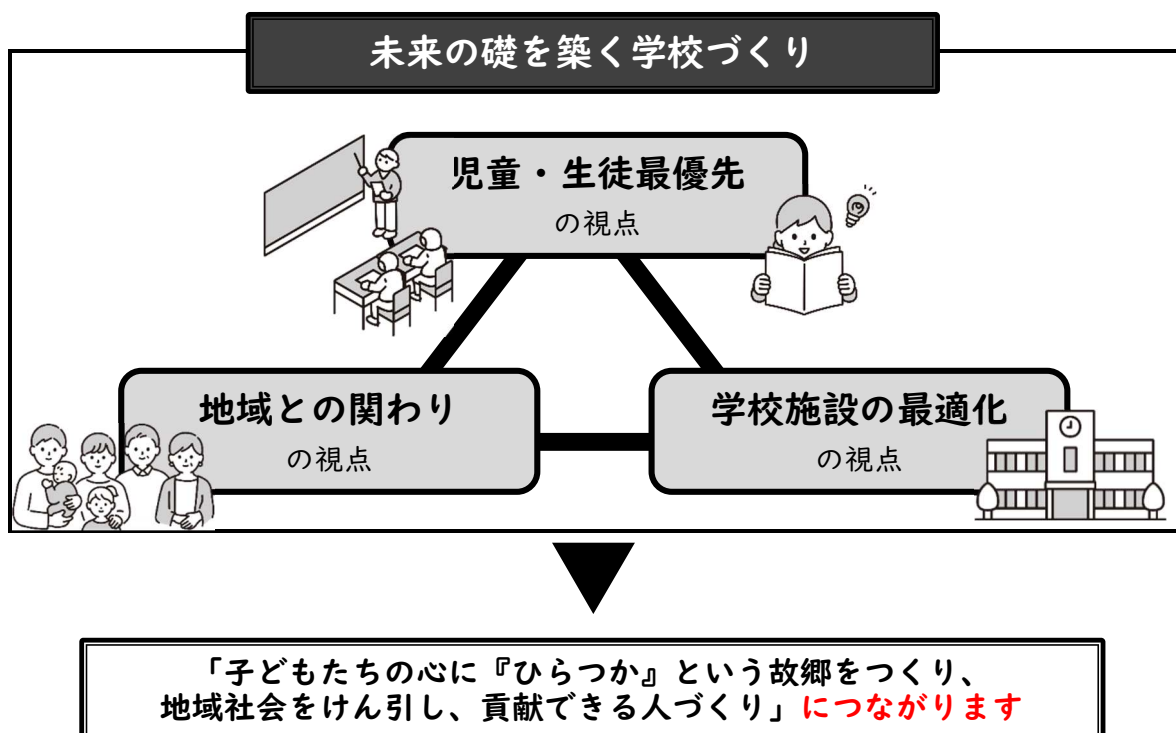 未来の礎を築く学校づくり
児童・生徒最優先
の視点
地域との関わり
の視点
学校施設の最適化
の視点
「子どもたちの心に『ひらつか』という故郷をつくり、
地域社会をけん引し、貢献できる人づくり」につながります